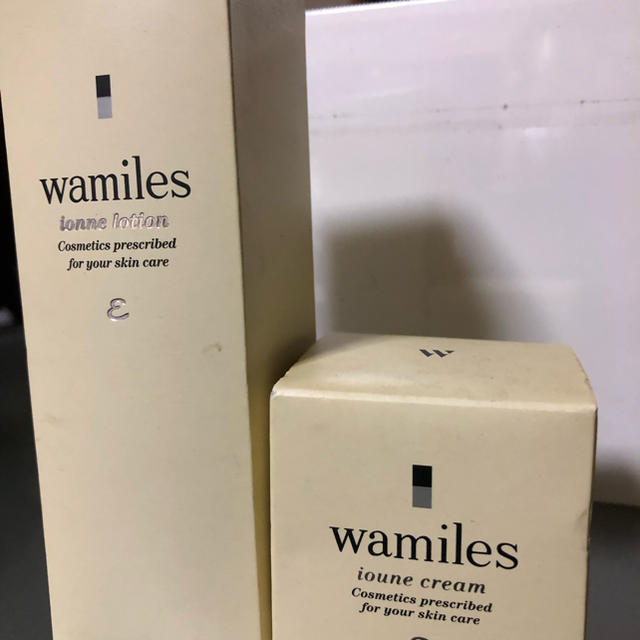 wamiles
ionne lotion
Cosmetics prescribed
for your skin care
ε
W
wamiles
ioune cream
Cosmetics prescribed
for your skin care